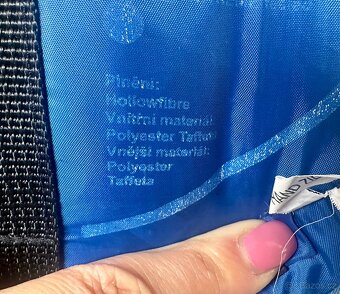 Plnění:
Hollowfibre
Vnitřní materiál:
Polyester Taffeta
Vnější materiál:
Polyester
Taffeta